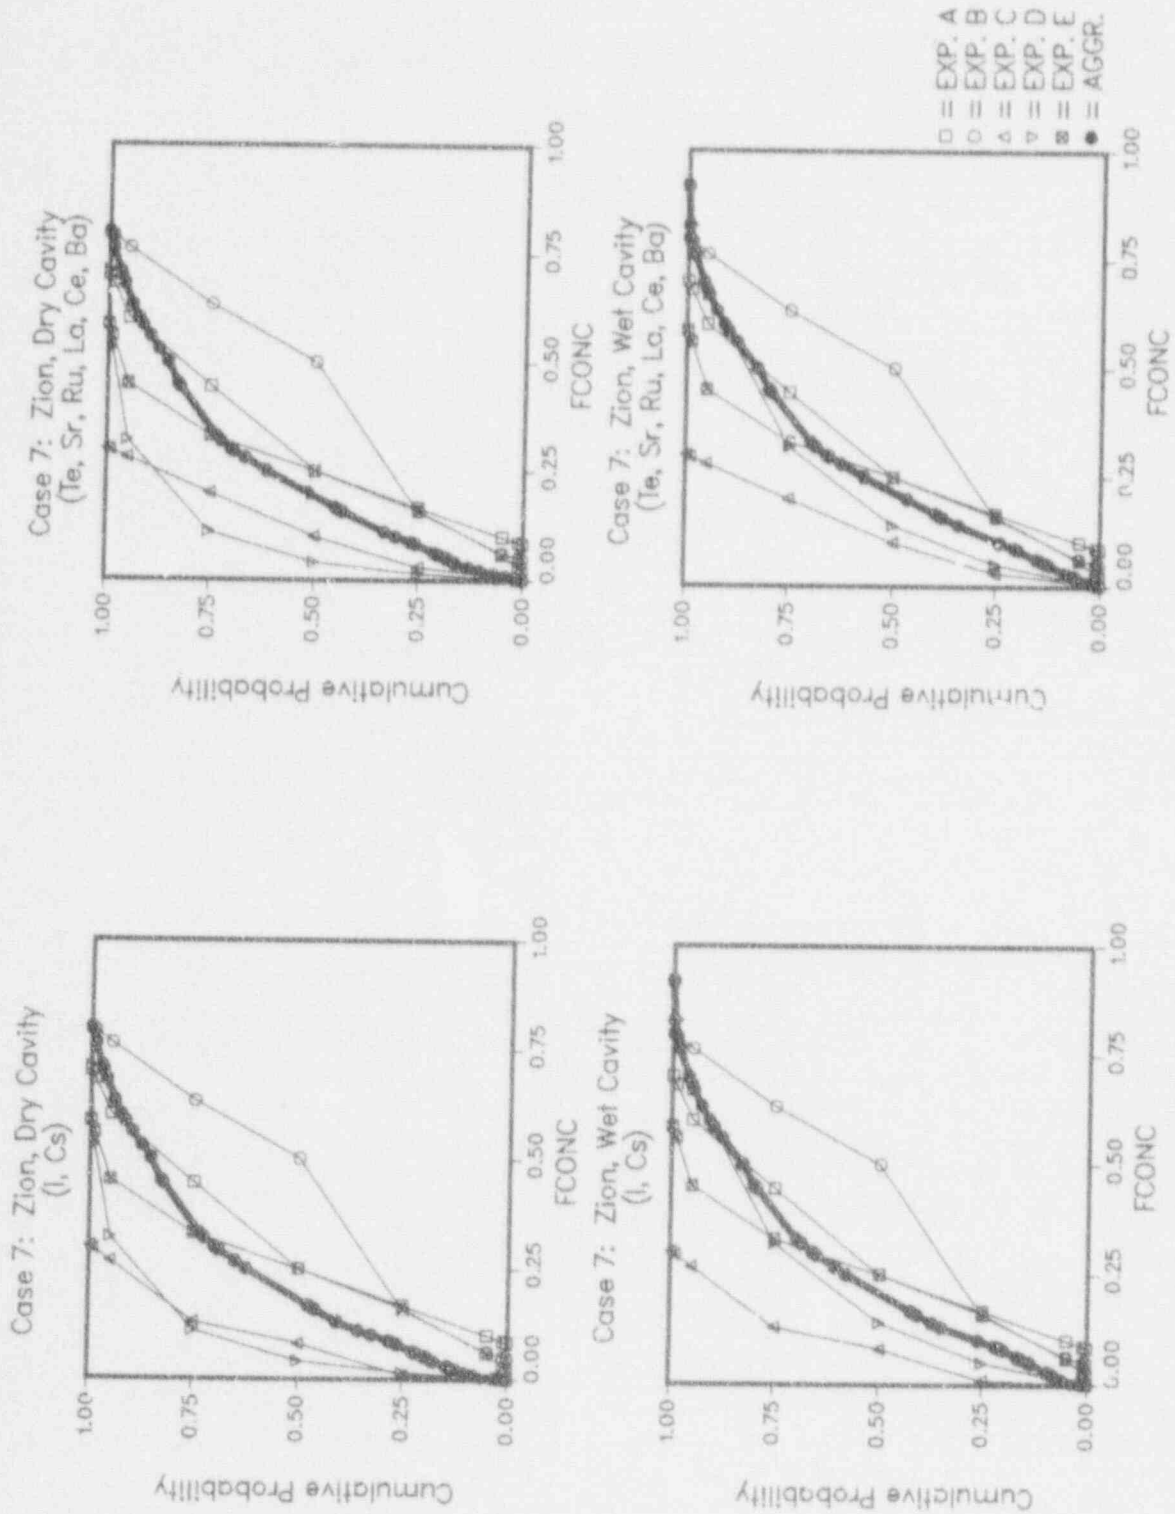 Case 7: Zion, Dry Cavity
(I, Cs)
Cumulative Probability
1.00
0.75
0.50
0.25
0.00
0.00
0.25
0.50
0.75
1.00
FCONC
Case 7: Zion, Dry Cavity
(Te, Sr, Ru, La, Ce, Ba)
Cumulative Probability
1.00
0.75
0.50
0.25
0.00
0.00
0.25
0.50
0.75
1.00
FCONC
Case 7: Zion, Wet Cavity
(I, Cs)
Cumulative Probability
1.00
0.75
0.50
0.25
0.00
0.00
0.25
0.50
0.75
1.00
FCONC
Case 7: Zion, Wet Cavity
(Te, Sr, Ru, La, Ce, Ba)
Cumulative Probability
1.00
0.75
0.50
0.25
0.00
0.00
0.25
0.50
0.75
1.00
FCONC
= EXP. A
= EXP. B
= EXP. C
= EXP. D
= EXP. E
= AGGR.